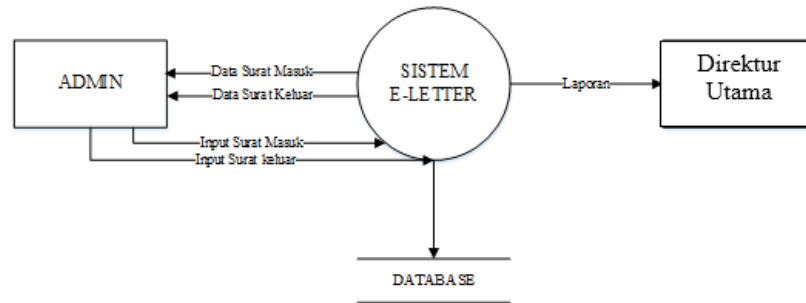 ADMIN
Data Surat Masuk
Data Surat Keluar
Input Surat Masuk
Input Surat keluar
SISTEM
E-LETTER
Laporan
Direktur
Utama
DATABASE